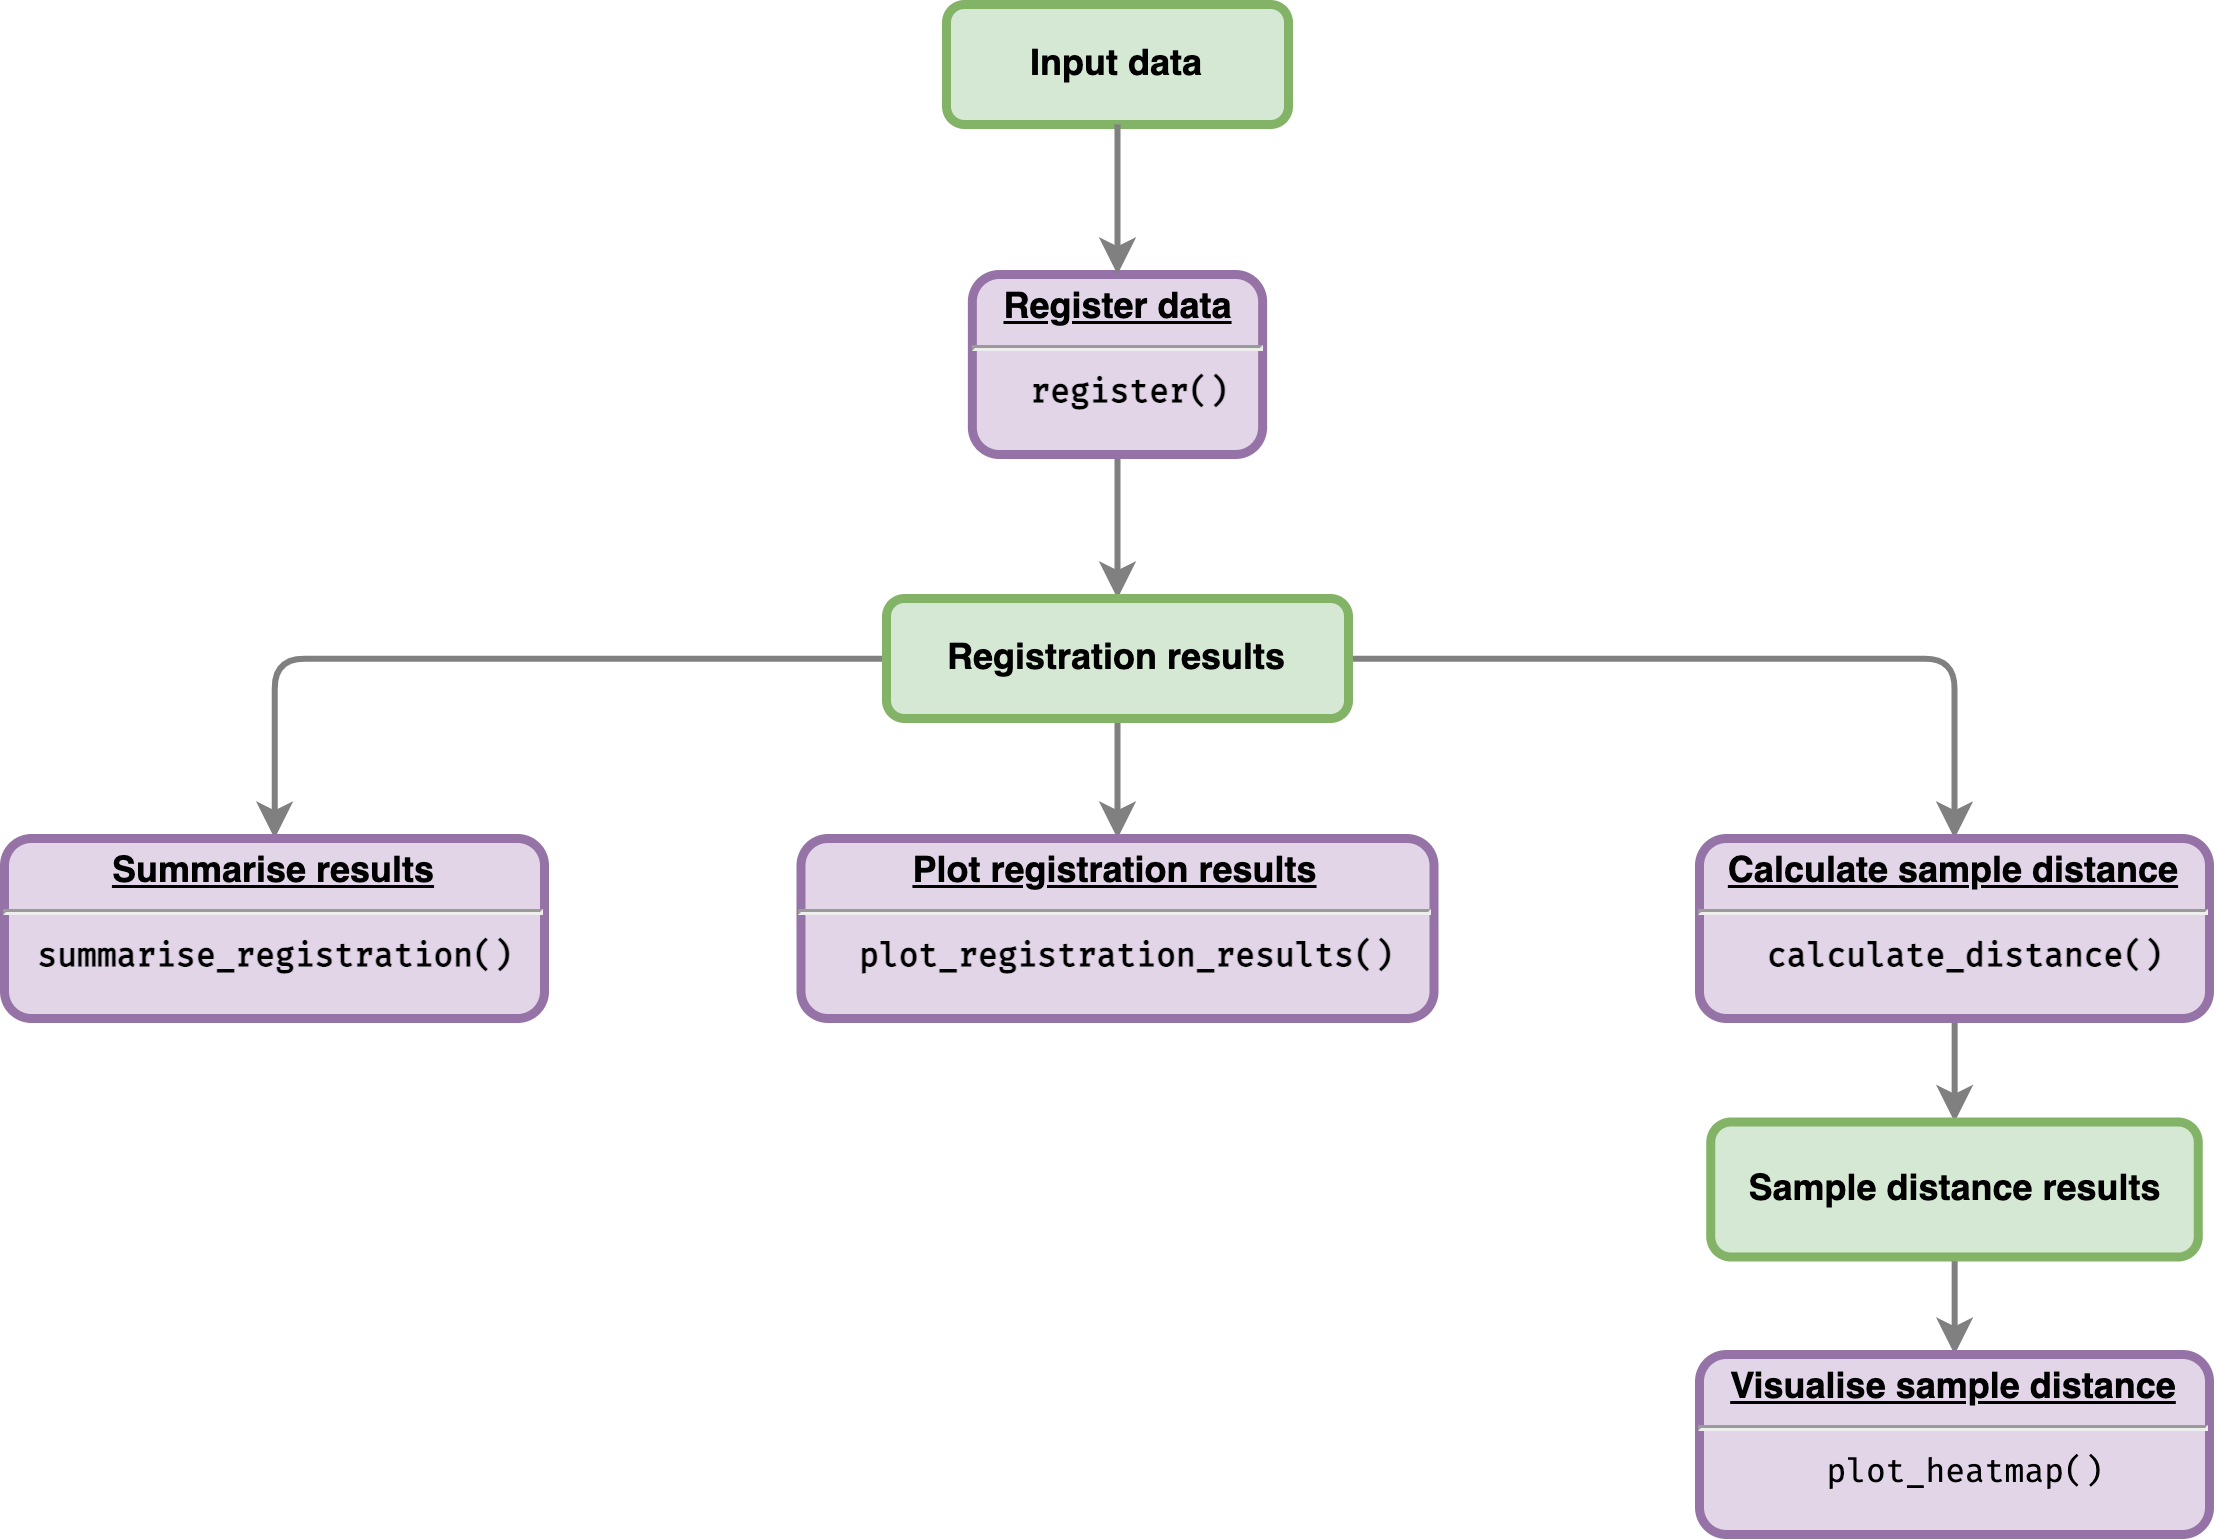 Input data
Register data
register()
Registration results
Summarise results
summarise_registration()
Plot registration results
plot_registration_results()
Calculate sample distance
calculate_distance()
Sample distance results
Visualise sample distance
plot_heatmap()